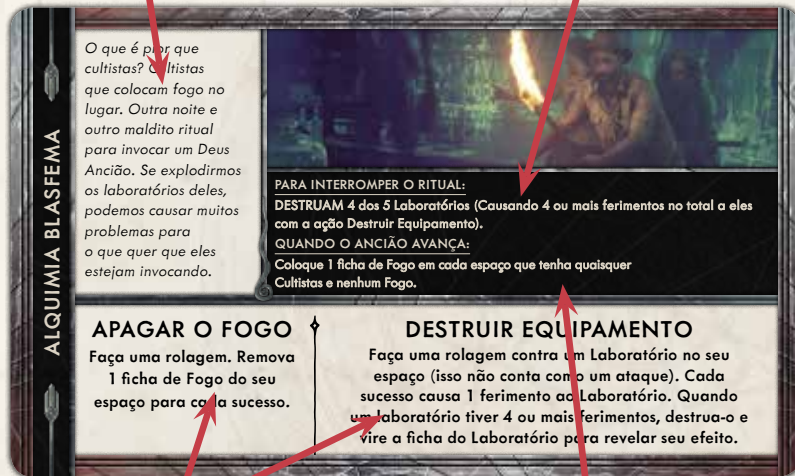 ALQUIMIA BLASFEMA
O que é pior que
cultistas? Cultistas
que colocam fogo no
lugar. Outra noite e
outro maldito ritual
para invocar um Deus
Ancião. Se explodirmos
os laboratórios deles,
podemos causar muitos
problemas para
o que quer que eles
estejam invocando.
PARA INTERROMPER O RITUAL:
DESTRUAM 4 dos 5 Laboratórios (Causando 4 ou mais ferimentos no total a eles
com a ação Destruir Equipamento).
QUANDO O ANCIÃO AVANÇA:
Coloque 1 ficha de Fogo em cada espaço que tenha quaisquer
Cultistas e nenhum Fogo.
APAGAR O FOGO
Faça uma rolagem. Remova
1 ficha de Fogo do seu
espaço para cada sucesso.
DESTRUIR EQUIPAMENTO
Faça uma rolagem contra um Laboratório no seu
espaço (isso não conta como um ataque). Cada
sucesso causa 1 ferimento ao Laboratório. Quando
um laboratório tiver 4 ou mais ferimentos, destrua-o e
vire a ficha do Laboratório para revelar seu efeito.